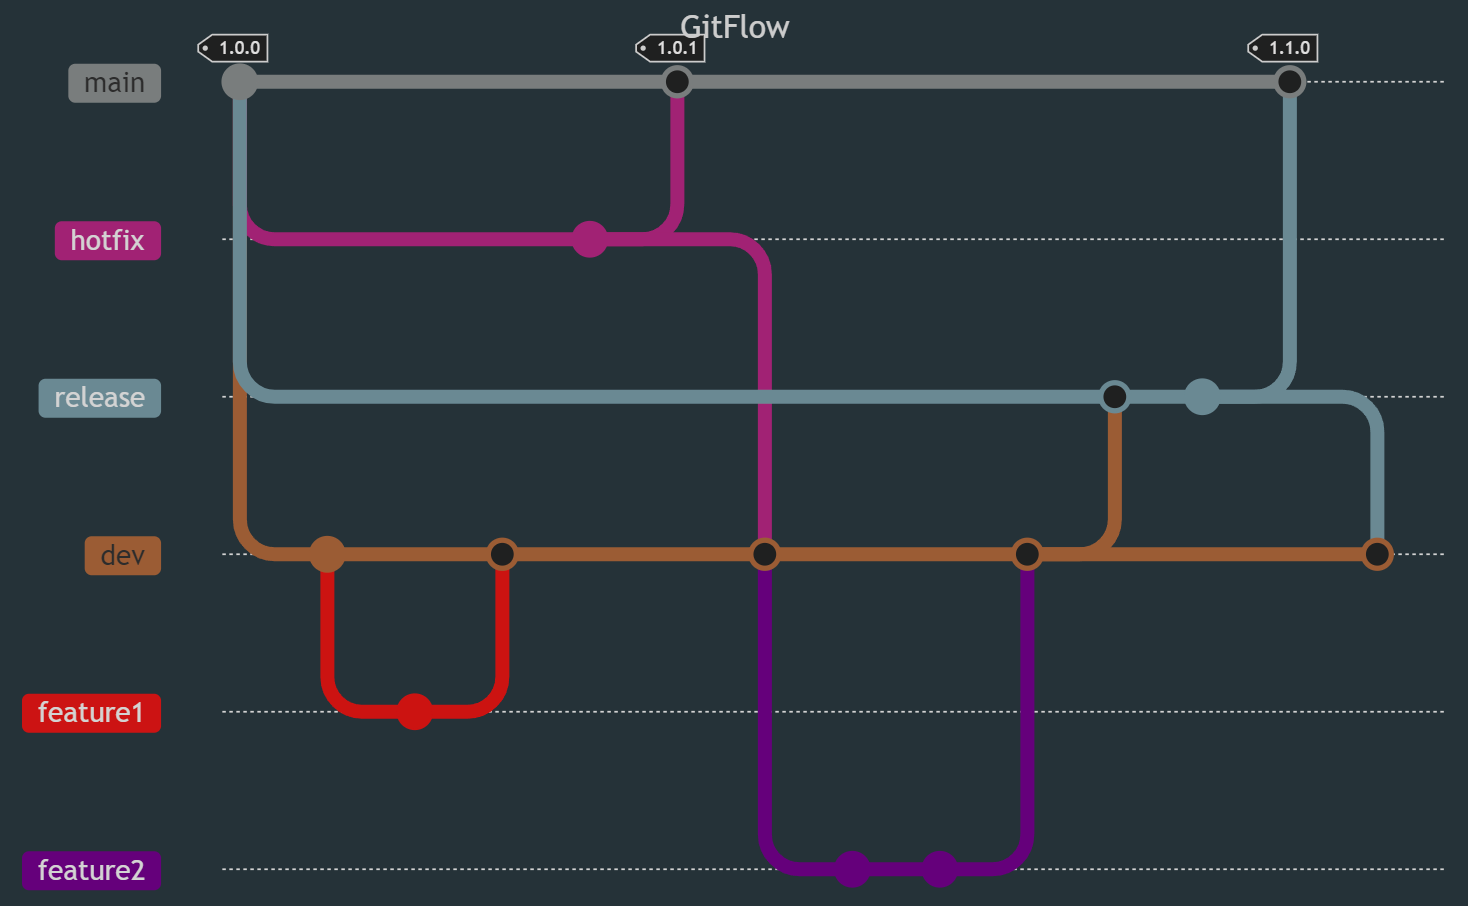 GitFlow
1.0.0
1.0.1
1.1.0
main
hotfix
release
dev
feature1
feature2